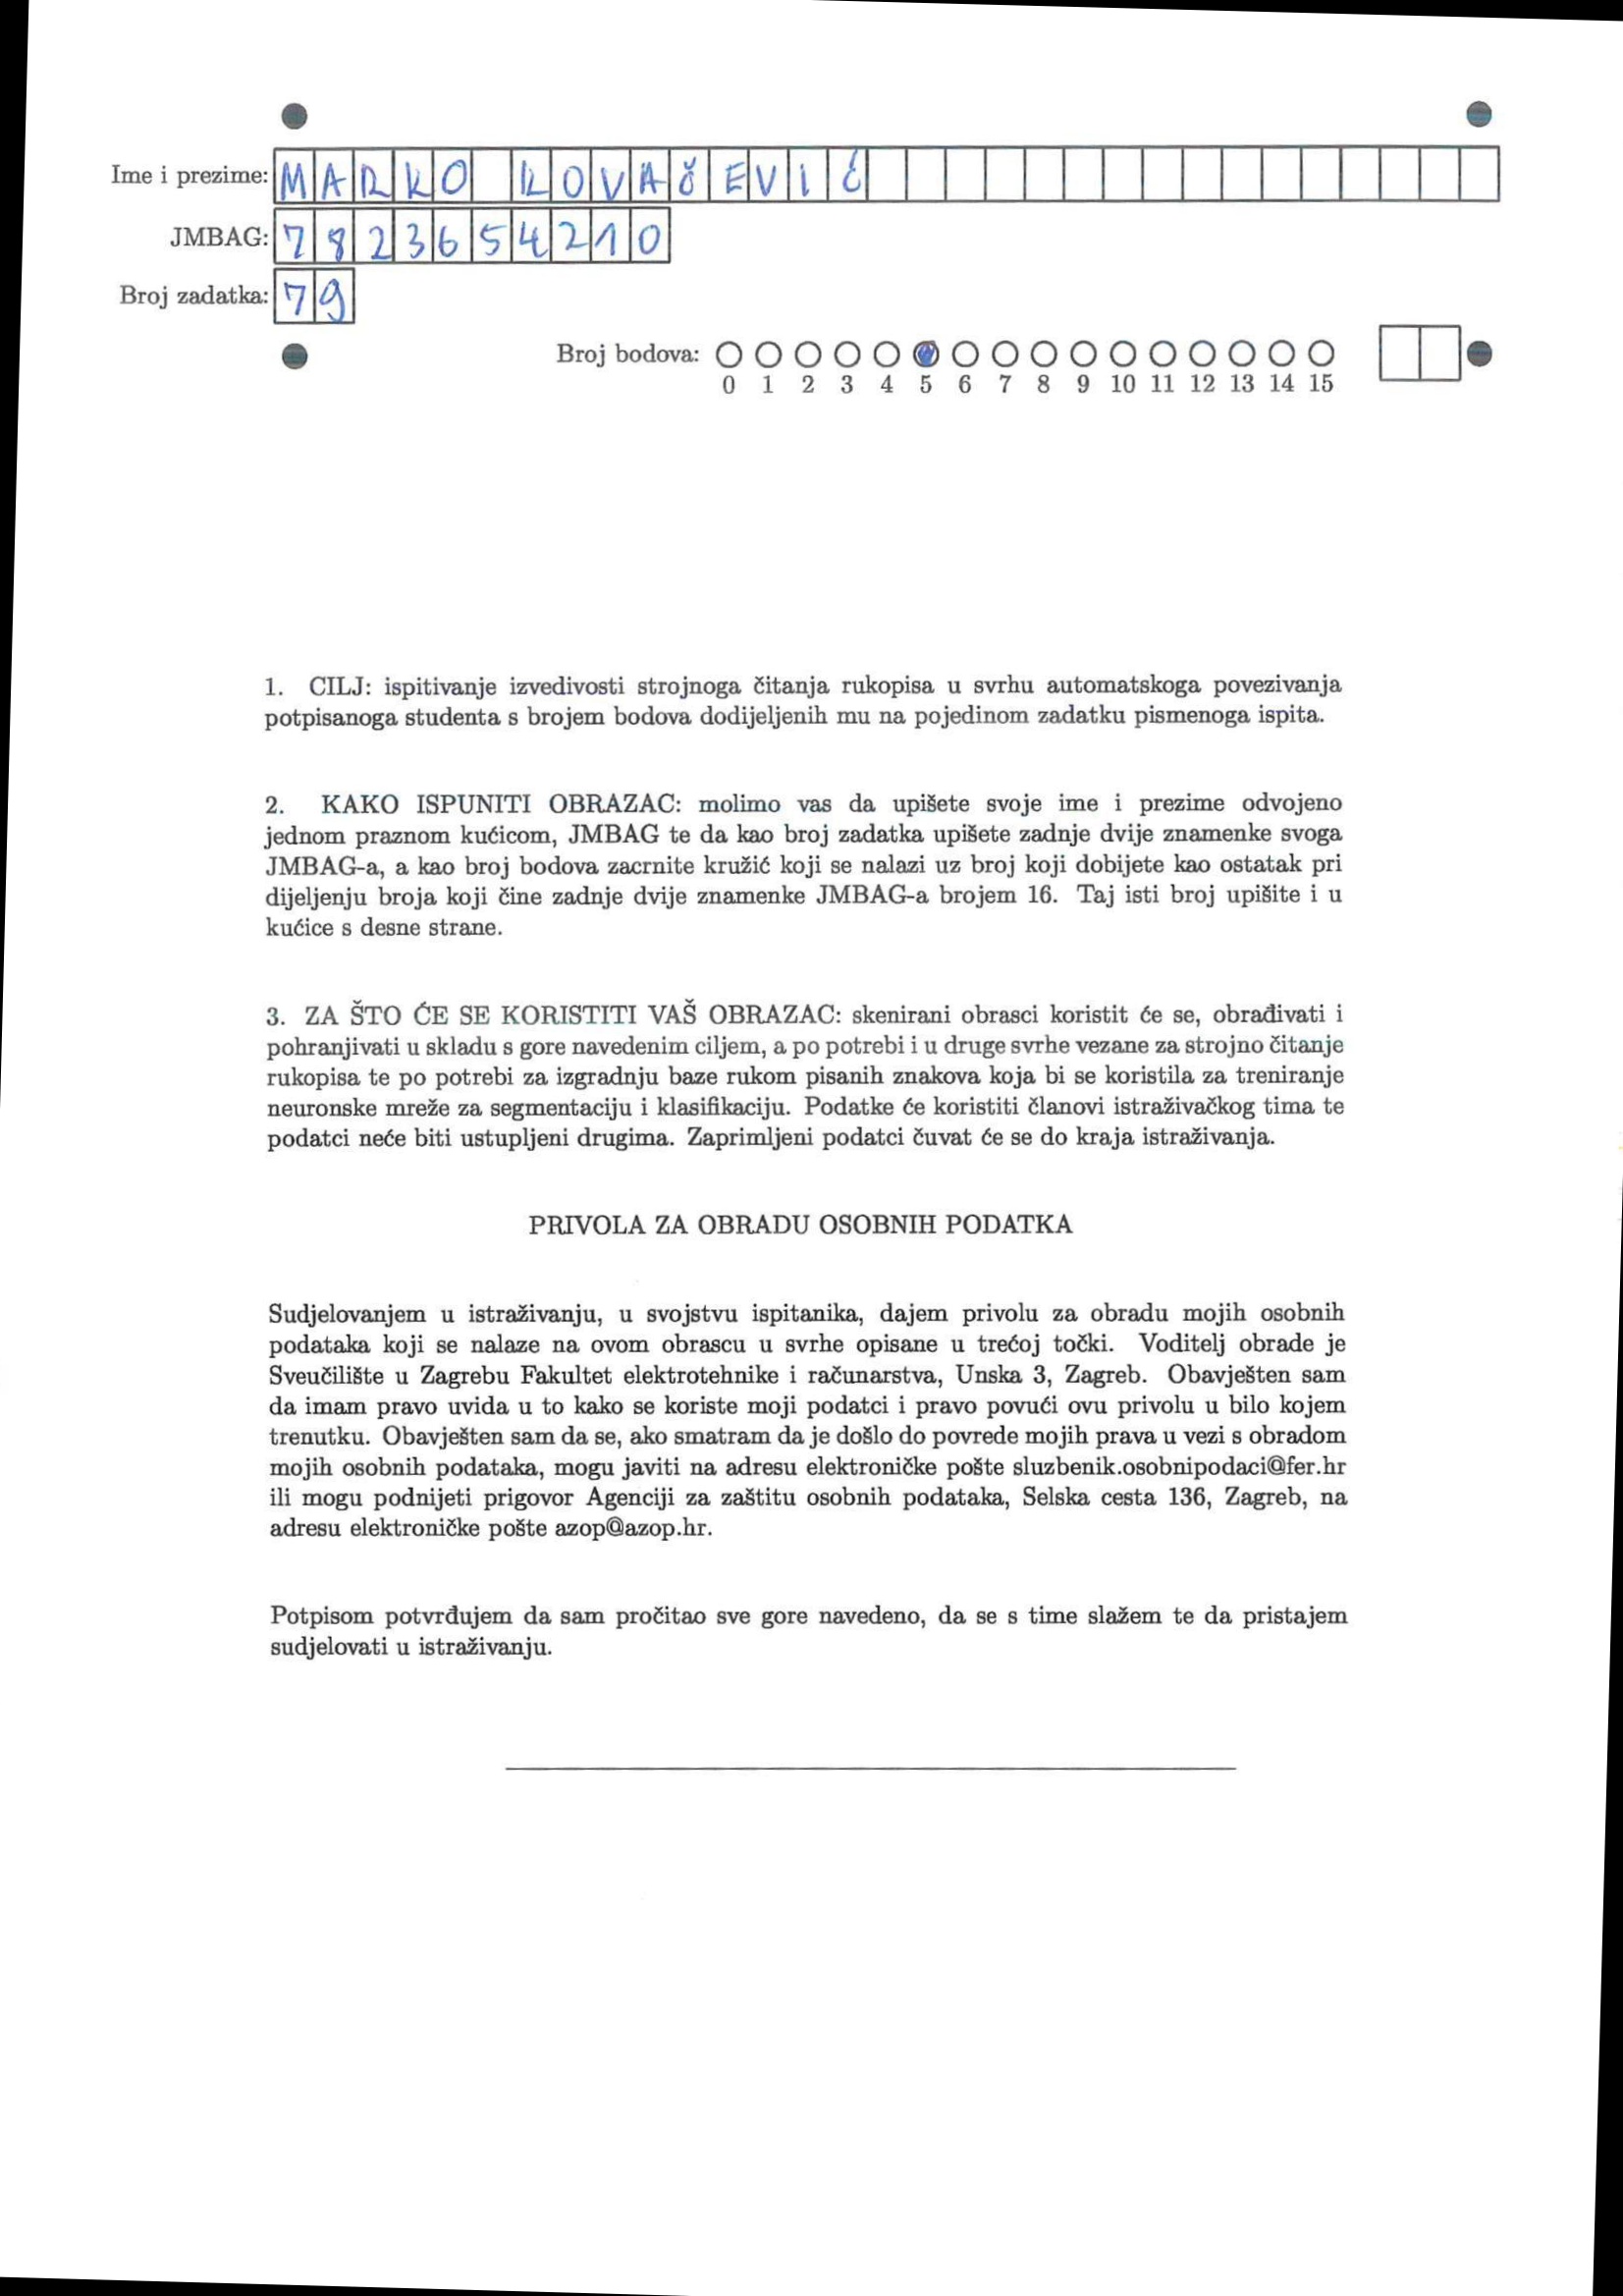 Ime i prezime: MARKO KOVAČEVIĆ
JMBAG: 7823654210
Broj zadatka: 79
Broj bodova:
0 1 2 3 4 5 6 7 8 9 10 11 12 13 14 15
1. CILJ: ispitivanje izvedivosti strojnoga čitanja rukopisa u svrhu automatskoga povezivanja
potpisanoga studenta s brojem bodova dodijeljenih mu na pojedinom zadatku pismenoga ispita.
2. KAKO ISPUNITI OBRAZAC: molimo vas da upišete svoje ime i prezime odvojeno
jednom praznom kućicom, JMBAG te da kao broj zadatka upišete zadnje dvije znamenke svoga
JMBAG-a, a kao broj bodova zacrnite kružić koji se nalazi uz broj koji dobijete kao ostatak pri
dijeljenju broja koji čine zadnje dvije znamenke JMBAG-a brojem 16. Taj isti broj upišite i u
kućice s desne strane.
3. ZA ŠTO ĆE SE KORISTITI VAŠ OBRAZAC: skenirani obrasci koristit će se, obrađivati i
pohranjivati u skladu s gore navedenim ciljem, a po potrebi i u druge svrhe vezane za strojno čitanje
rukopisa te po potrebi za izgradnju baze rukom pisanih znakova koja bi se koristila za treniranje
neuronske mreže za segmentaciju i klasifikaciju. Podatke će koristiti članovi istraživačkog tima te
podatci neće biti ustupljeni drugima. Zaprimljeni podatci čuvat će se do kraja istraživanja.
PRIVOLA ZA OBRADU OSOBNIH PODATKA
Sudjelovanjem u istraživanju, u svojstvu ispitanika, dajem privolu za obradu mojih osobnih
podataka koji se nalaze na ovom obrascu u svrhe opisane u trećoj točki. Voditelj obrade je
Sveučilište u Zagrebu Fakultet elektrotehnike i računarstva, Unska 3, Zagreb. Obavješten sam
da imam pravo uvida u to kako se koriste moji podatci i pravo povući ovu privolu u bilo kojem
trenutku. Obavješten sam da se, ako smatram da je došlo do povrede mojih prava u vezi s obradom
mojih osobnih podataka, mogu javiti na adresu elektroničke pošte sluzbenik.osobnipodaci@fer.hr
ili mogu podnijeti prigovor Agenciji za zaštitu osobnih podataka, Selska cesta 136, Zagreb, na
adresu elektroničke pošte azop@azop.hr.
Potpisom potvrđujem da sam pročitao sve gore navedeno, da se s time slažem te da pristajem
sudjelovati u istraživanju.